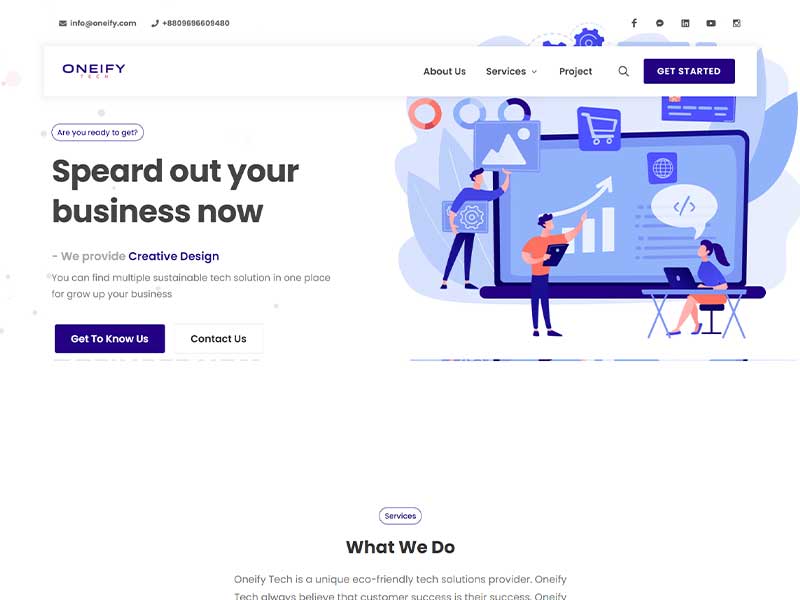 info@oneify.com +8809696609480
ONEIFY
TECH
About Us Services Project GET STARTED
Are you ready to get?
Speard out your
business now
- We provide Creative Design
You can find multiple sustainable tech solution in one place
for grow up your business
Get To Know Us Contact Us
</>
Services
What We Do
Oneify Tech is a unique eco-friendly tech solutions provider. Oneify
Tech always believe that customer success is their success. Oneify